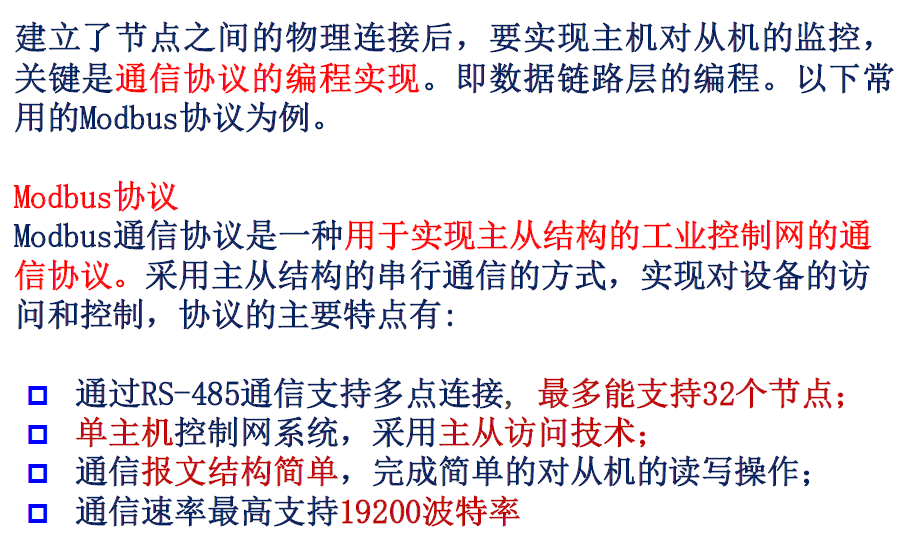 建立了节点之间的物理连接后，要实现主机对从机的监控，
关键是通信协议的编程实现。即数据链路层的编程。以下常
用的Modbus协议为例。
Modbus协议
Modbus通信协议是一种用于实现主从结构的工业控制网的通
信协议。采用主从结构的串行通信的方式，实现对设备的访
问和控制，协议的主要特点有:
通过RS-485通信支持多点连接, 最多能支持32个节点；
单主机控制网系统，采用主从访问技术；
通信报文结构简单，完成简单的对从机的读写操作；
通信速率最高支持19200波特率